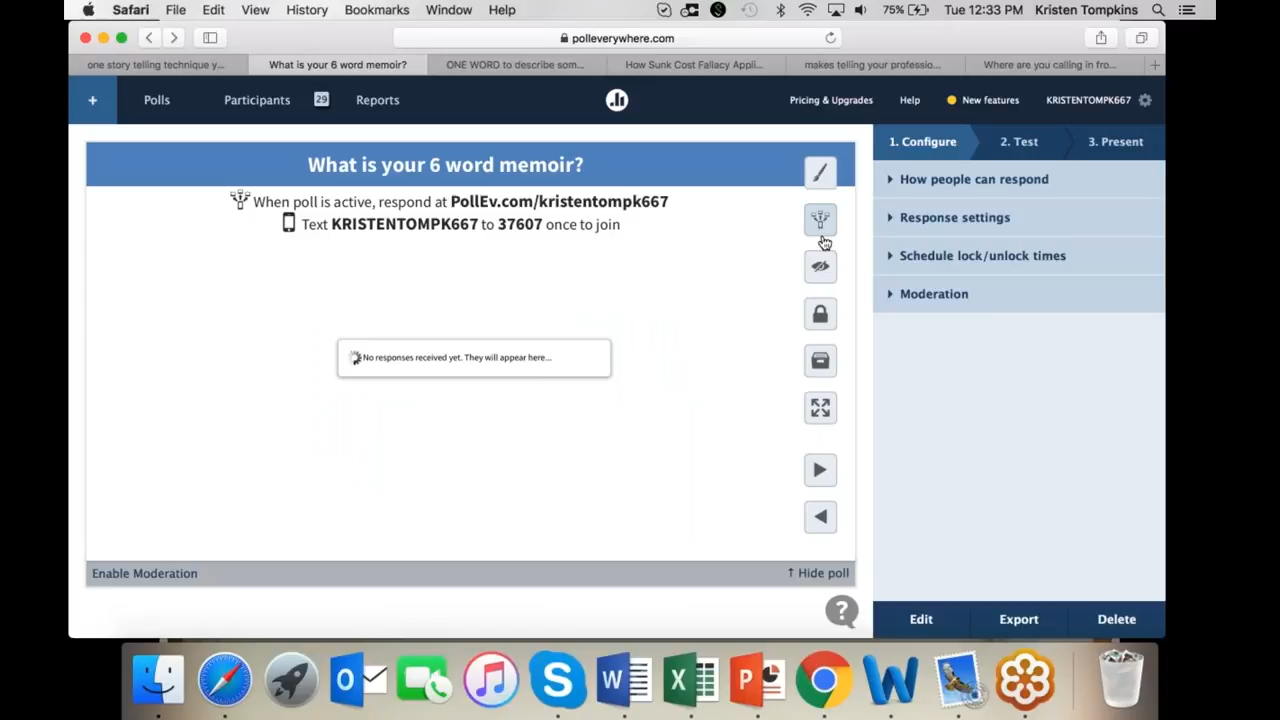 Safari File Edit View History Bookmarks Window Help 75% Tue 12:33 PM Kristen Tompkins
polleverywhere.com
one story telling technique y... What is your 6 word memoir? ONE WORD to describe som... How Sunk Cost Fallacy Appli... makes telling your professio... Where are you calling in fro... +
+ Polls Participants 29 Reports Pricing & Upgrades Help New features KRISTENTOMPK667
1. Configure 2. Test 3. Present
What is your 6 word memoir?
When poll is active, respond at PollEv.com/kristentompk667
Text KRISTENTOMPK667 to 37607 once to join
No responses received yet. They will appear here...
Enable Moderation ↑ Hide poll
?
How people can respond
Response settings
Schedule lock/unlock times
Moderation
Edit Export Delete
O S W X P W